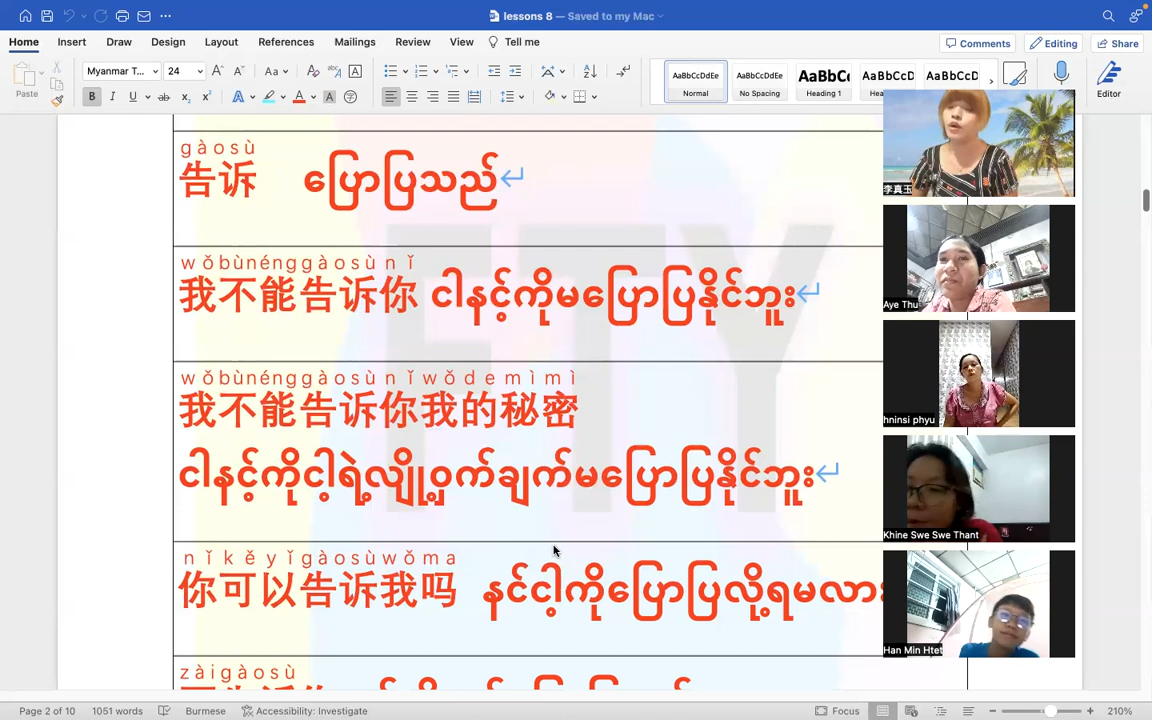 lessons 8 — Saved to my Mac
Home Insert Draw Design Layout References Mailings Review View Tell me
Comments Editing Share
Paste
Myanmar T... 24
AaBbCcDdEe AaBbCcDdEe AaBbCc AaBbCcD AaBbCcD
Normal No Spacing Heading 1
Editor
gàosù
告诉 ပြောပြသည်
wǒbùnénggàosùnǐ
我不能告诉你 ငါနင့်ကိုမပြောပြနိုင်ဘူး
wǒbùnénggàosùnǐwǒdemìmì
我不能告诉你我的秘密
ငါနင့်ကိုငါ့ရဲ့လျှို့ဝှက်ချက်မပြောပြနိုင်ဘူး
nǐkěyǐgàosùwǒma
你可以告诉我吗 နင်ငါ့ကိုပြောပြလို့ရမလား
zàigàosù
李真玉
Aye Thu
hninsi phyu
Khine Swe Swe Thant
Han Min Htet
Page 2 of 10 1051 words Burmese Accessibility: Investigate
Focus 210%